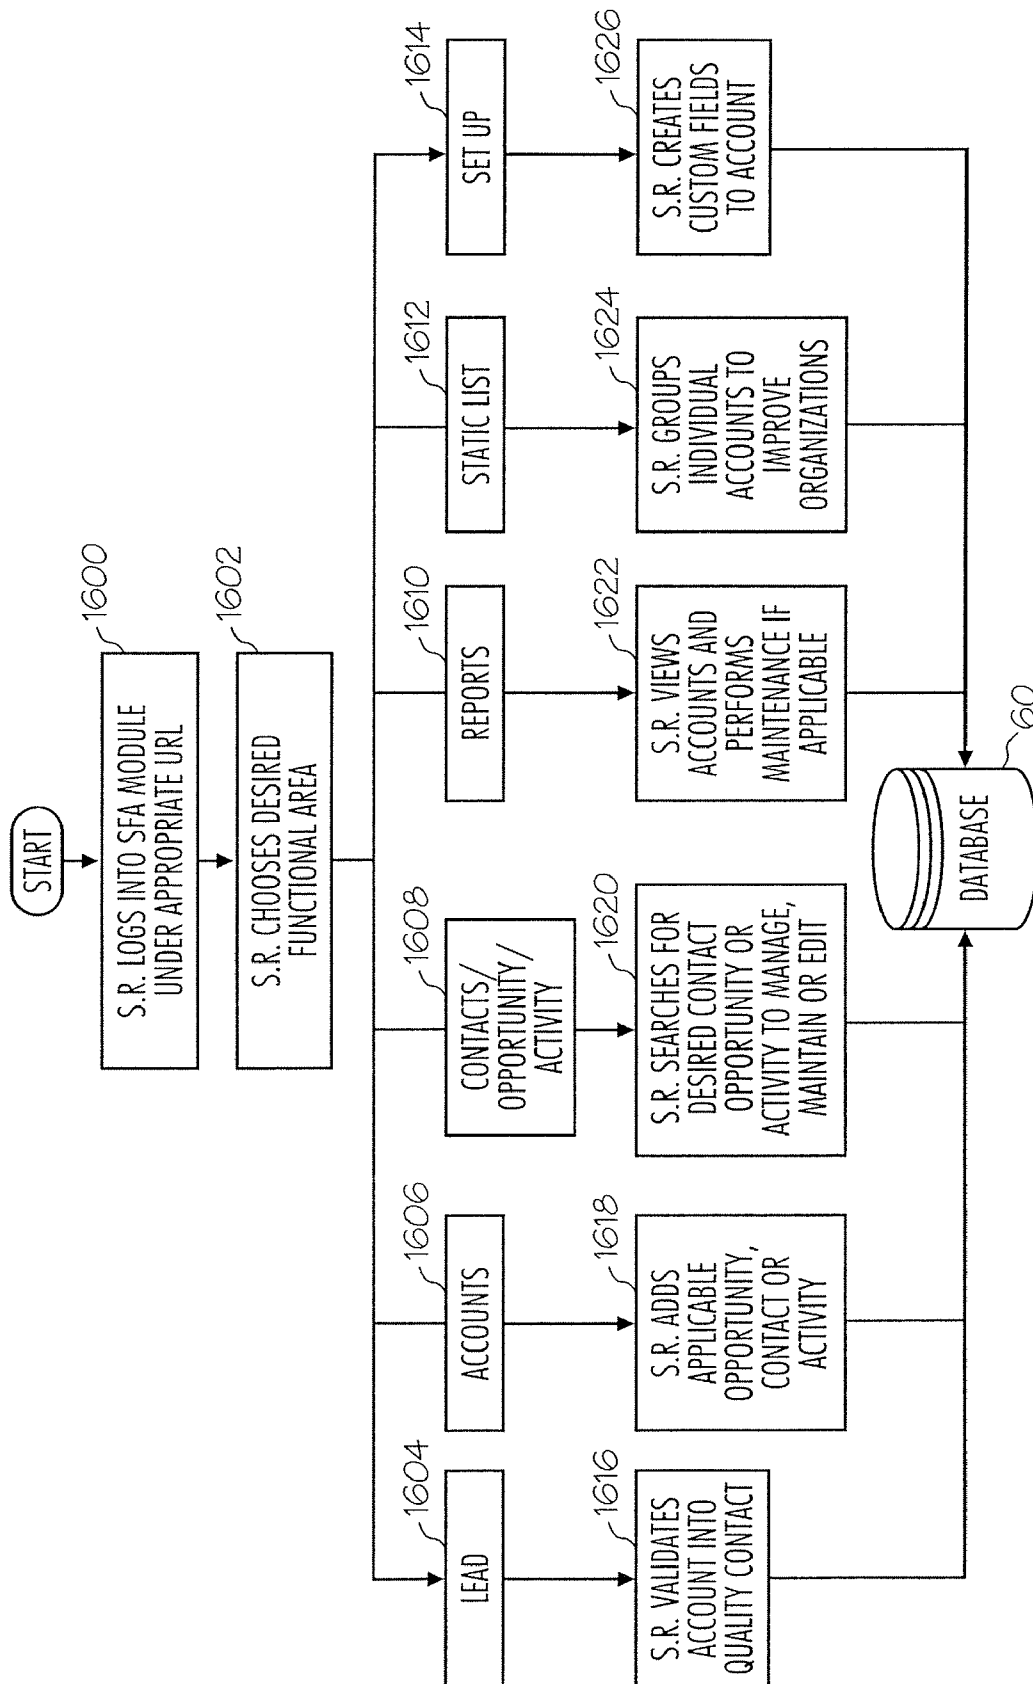 START
1600
S.R. LOGS INTO SFA MODULE
UNDER APPROPRIATE URL
1602
S.R. CHOOSES DESIRED
FUNCTIONAL AREA
1604
LEAD
1606
ACCOUNTS
1608
CONTACTS/
OPPORTUNITY/
ACTIVITY
1610
REPORTS
1612
STATIC LIST
1614
SET UP
1616
S.R. VALIDATES
ACCOUNT INTO
QUALITY CONTACT
1618
S.R. ADDS
APPLICABLE
OPPORTUNITY,
CONTACT OR
ACTIVITY
1620
S.R. SEARCHES FOR
DESIRED CONTACT
OPPORTUNITY OR
ACTIVITY TO MANAGE,
MAINTAIN OR EDIT
1622
S.R. VIEWS
ACCOUNTS AND
PERFORMS
MAINTENANCE IF
APPLICABLE
1624
S.R. GROUPS
INDIVIDUAL
ACCOUNTS TO
IMPROVE
ORGANIZATIONS
1626
S.R. CREATES
CUSTOM FIELDS
TO ACCOUNT
DATABASE
60